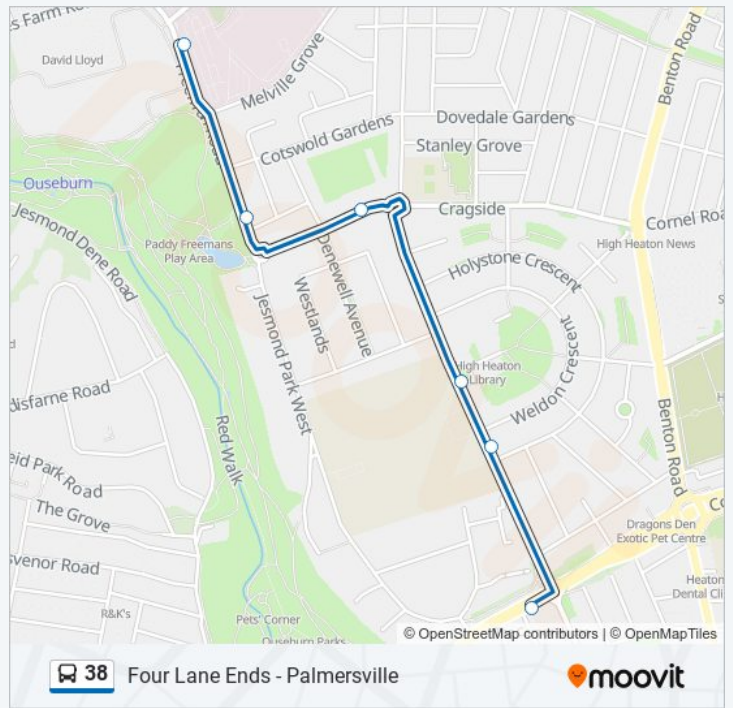 s Farm Ro
David Lloyd
Freeman Road
Melville Grove
Benton Road
Cotswold Gardens
Dovedale Gardens
Stanley Grove
Ouseburn
Jesmond Dene Road
Cragside
Cornel Roa
High Heaton News
Paddy Freemans
Play Area
Denewell Avenue
Holystone Crescent
Westlands
Jesmond Park West
High Heaton
Library
Weldon Crescent
disfarne Road
Red Walk
Benton Road
eid Park Road
The Grove
Dragons Den
Exotic Pet Centre
svenor Road
R&K's
Pets' Corner
Ouseburn Parks
Heaton
Dental Cli
© OpenStreetMap contributors | © OpenMapTiles
38 Four Lane Ends - Palmersville
moovit